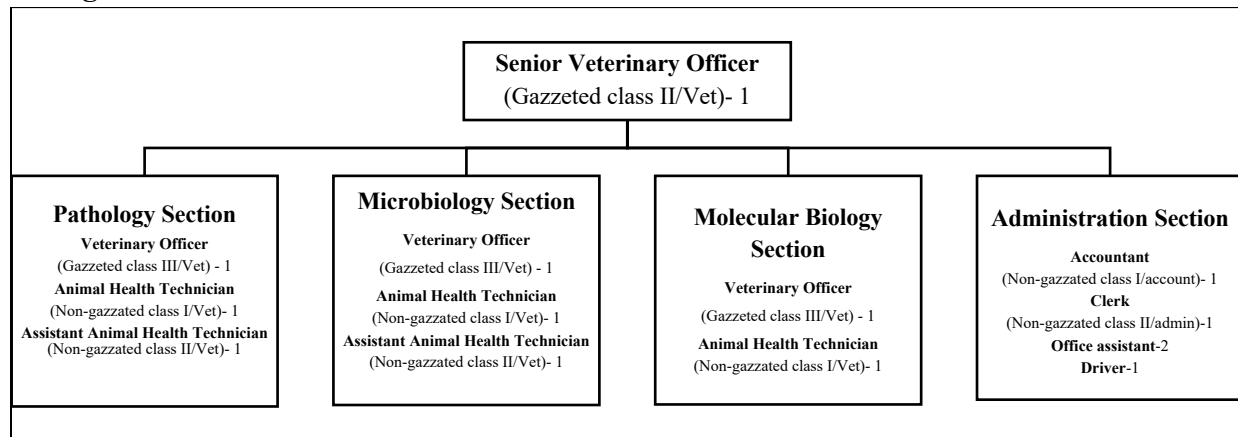 Senior Veterinary Officer
(Gazzeted class II/Vet)- 1
Pathology Section
Veterinary Officer
(Gazzeted class III/Vet) - 1
Animal Health Technician
(Non-gazzated class I/Vet)- 1
Assistant Animal Health Technician
(Non-gazzated class II/Vet)- 1
Microbiology Section
Veterinary Officer
(Gazzeted class III/Vet) - 1
Animal Health Technician
(Non-gazzated class I/Vet)- 1
Assistant Animal Health Technician
(Non-gazzated class II/Vet)- 1
Molecular Biology
Section
Veterinary Officer
(Gazzeted class III/Vet) - 1
Animal Health Technician
(Non-gazzated class I/Vet)- 1
Administration Section
Accountant
(Non-gazzated class I/account)- 1
Clerk
(Non-gazzated class II/admin)-1
Office assistant-2
Driver-1